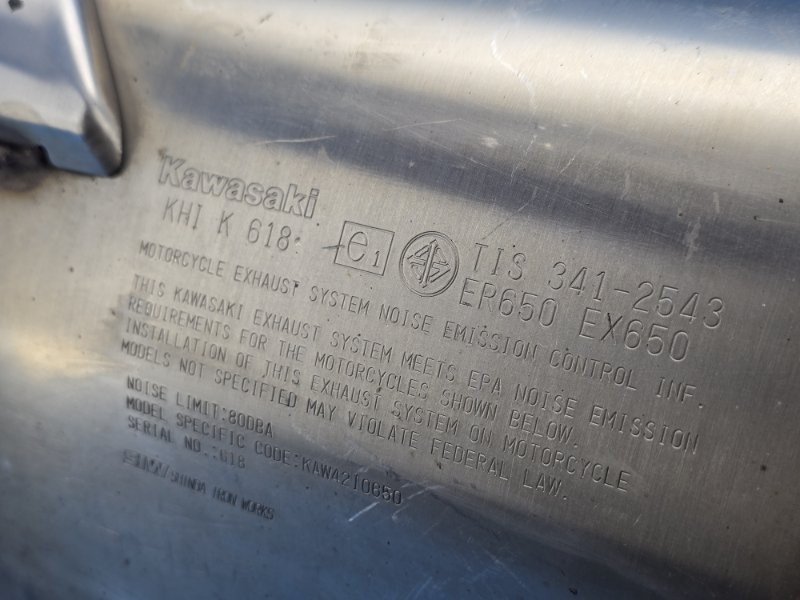 Kawasaki
KHI K 618
e1
TIS 341-2543
ER650 EX650
MOTORCYCLE EXHAUST SYSTEM NOISE EMISSION CONTROL INF.
THIS KAWASAKI EXHAUST SYSTEM MEETS EPA NOISE EMISSION
REQUIREMENTS FOR THE MOTORCYCLES SHOWN BELOW.
INSTALLATION OF THIS EXHAUST SYSTEM ON MOTORCYCLE
MODELS NOT SPECIFIED MAY VIOLATE FEDERAL LAW.
NOISE LIMIT:80DBA
MODEL SPECIFIC CODE:KAWA210650
SERIAL NO.:618
IRON WORKS